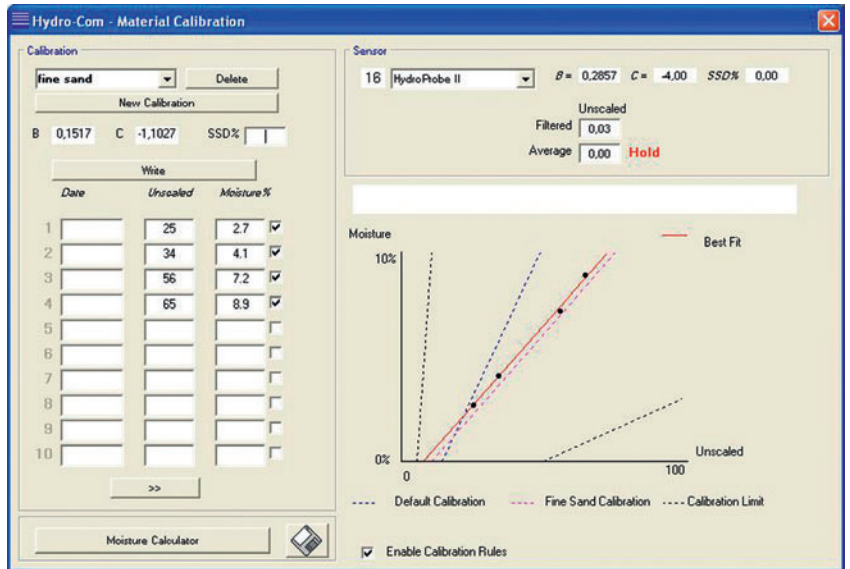 Hydro-Com - Material Calibration
Calibration
fine sand Delete
New Calibration
B 0,1517 C -1,1027 SSD%
Write
Date Unscaled Moisture%
1 25 2.7
2 34 4.1
3 56 7.2
4 65 8.9
5
6
7
8
9
10
>>
Moisture Calculator
Sensor
16 HydroProbe II B = 0,2857 C = -4,00 SSD% 0,00
Unscaled
Filtered 0,03
Average 0,00 Hold
Moisture
Best Fit
10%
0%
0
100
Unscaled
Default Calibration Fine Sand Calibration Calibration Limit
Enable Calibration Rules